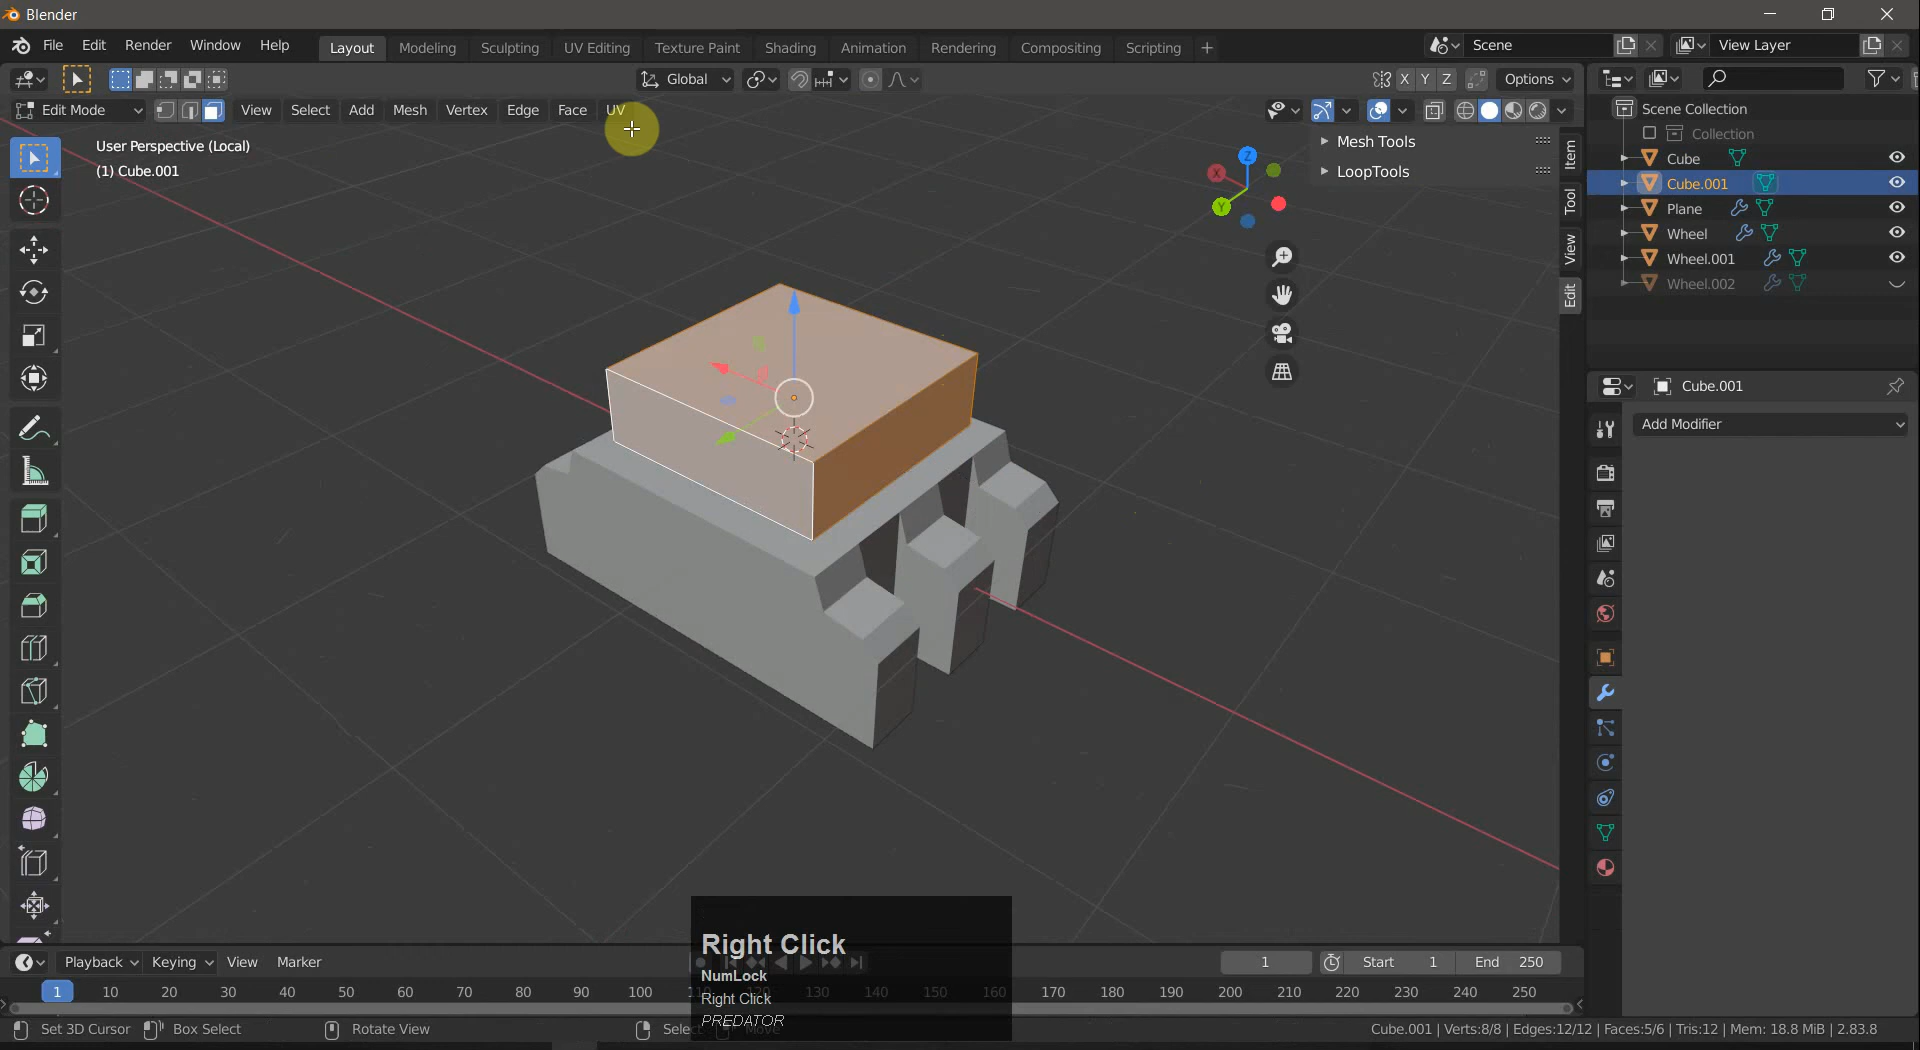 Blender
File Edit Render Window Help Layout Modeling Sculpting UV Editing Texture Paint Shading Animation Rendering Compositing Scripting + Scene View Layer
Global X Y Z Options
Edit Mode View Select Add Mesh Vertex Edge Face UV
User Perspective (Local)
(1) Cube.001
Mesh Tools
LoopTools
Item
Tool
View
Edit
Z
X
Y
Scene Collection
Collection
Cube
Cube.001
Plane
Wheel
Wheel.001
Wheel.002
Cube.001
Add Modifier
Right Click
NumLock
Right Click
PREDATOR
Playback Keying View Marker 1 Start 1 End 250
1 10 20 30 40 50 60 70 80 90 100 130 140 150 160 170 180 190 200 210 220 230 240 250
Set 3D Cursor Box Select Rotate View Select Move Cube.001 | Verts:8/8 | Edges:12/12 | Faces:5/6 | Tris:12 | Mem: 18.8 MiB | 2.83.8